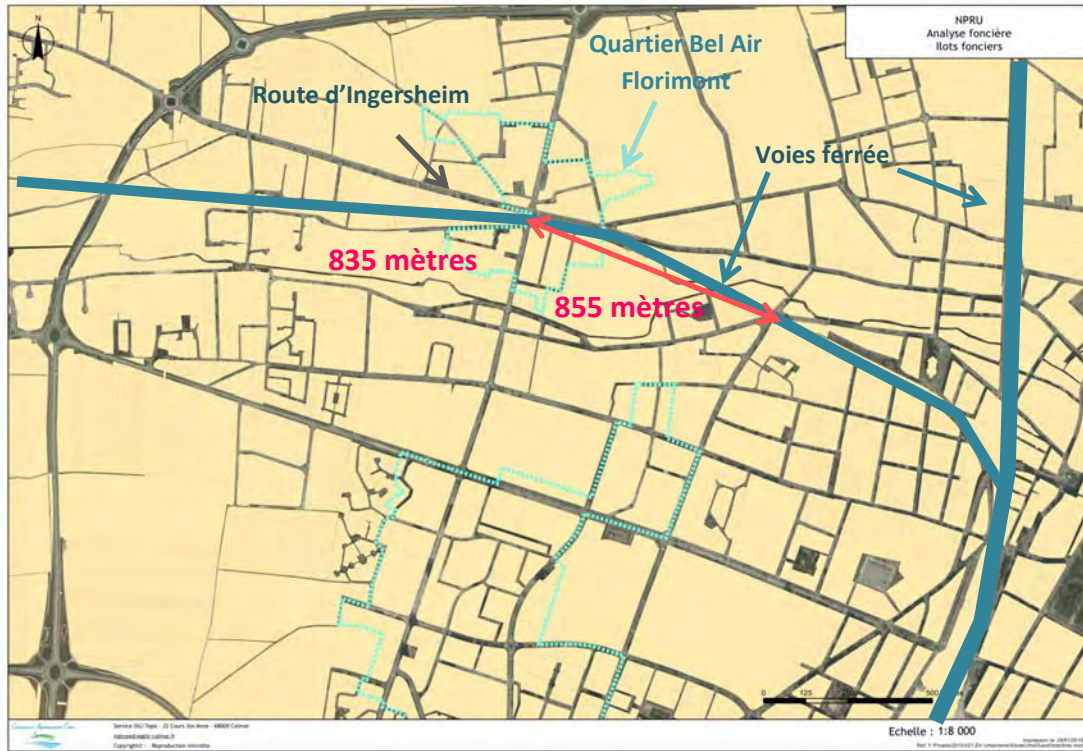 NPRU
Analyse foncière
Ilots fonciers
N
Quartier Bel Air
Florimont
Route d'Ingersheim
Voies ferrée
835 mètres
855 mètres
0 125 250 500
Echelle : 1:8 000
Service SIG/Topo - 32 Cours Ste Anne - 68000 Colmar
Copyright© : - Reproduction interdite